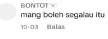 BONTOT
mang boleh segalau itu
10-03 Balas